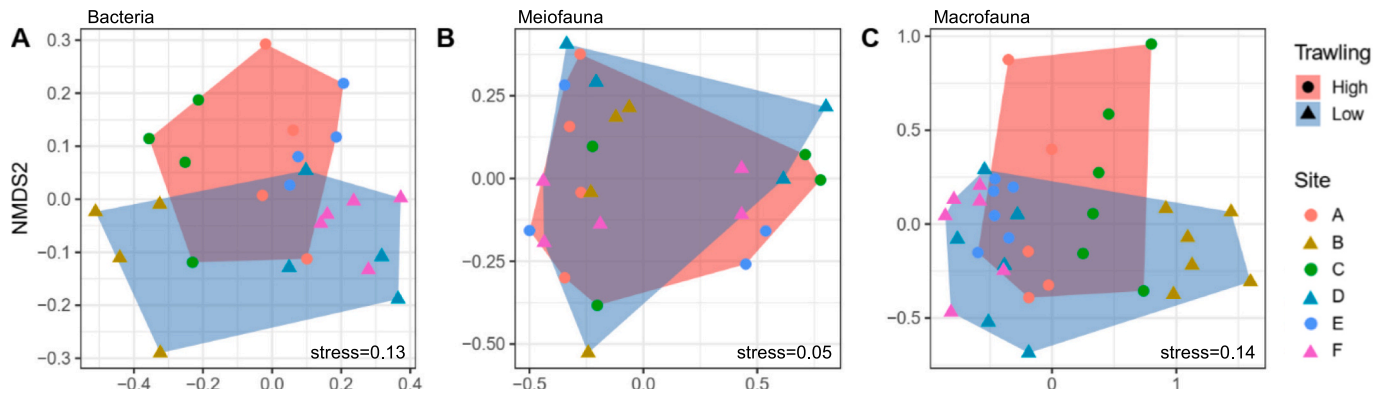 A Bacteria
B Meiofauna
C Macrofauna
NMDS2
0.3
0.2
0.1
0.0
−0.1
−0.2
−0.3
−0.4
−0.2
0.0
0.2
0.4
stress=0.13
0.25
0.00
−0.25
−0.50
−0.5
0.0
0.5
stress=0.05
1.0
0.5
0.0
−0.5
0
1
stress=0.14
Trawling
High
Low
Site
A
B
C
D
E
F